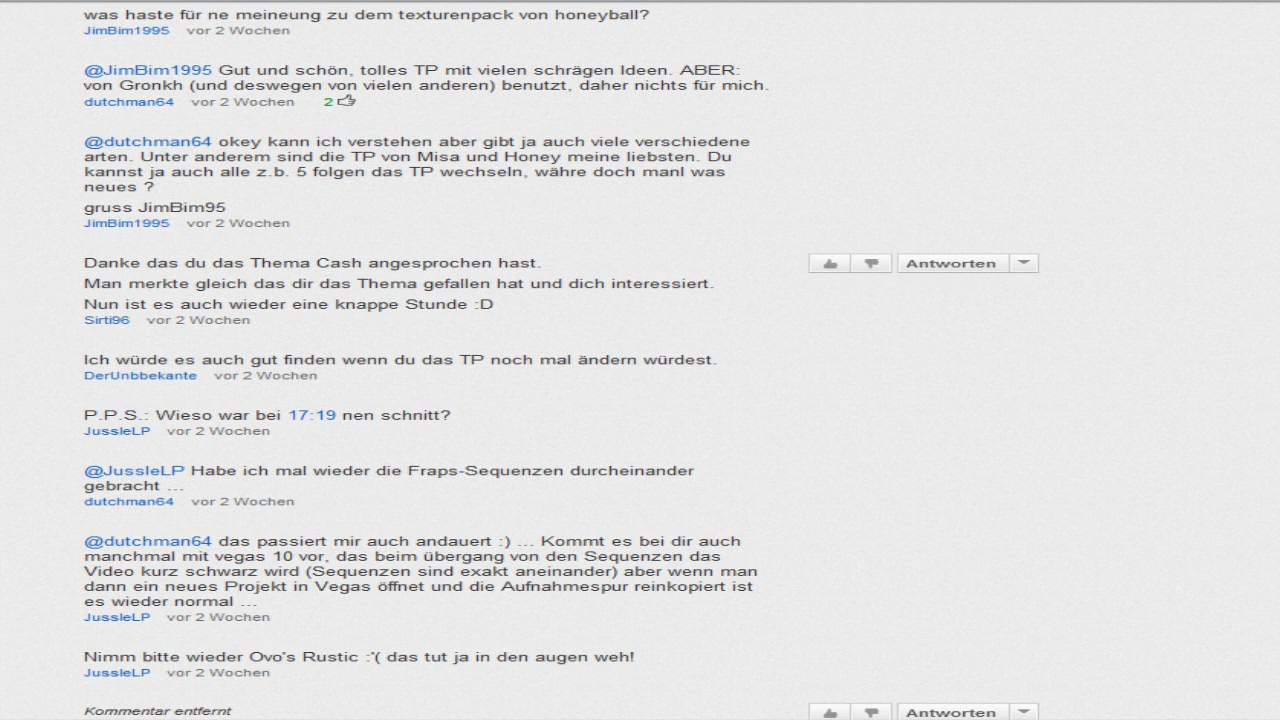 was haste für ne meineung zu dem texturenpack von honeyball?
JimBim1995 vor 2 Wochen
@JimBim1995 Gut und schön, tolles TP mit vielen schrägen Ideen. ABER:
von Gronkh (und deswegen von vielen anderen) benutzt, daher nichts für mich.
dutchman64 vor 2 Wochen 2
@dutchman64 okey kann ich verstehen aber gibt ja auch viele verschiedene
arten. Unter anderem sind die TP von Misa und Honey meine liebsten. Du
kannst ja auch alle z.b. 5 folgen das TP wechseln, währe doch manl was
neues ?
gruss JimBim95
JimBim1995 vor 2 Wochen
Danke das du das Thema Cash angesprochen hast. Antworten
Man merkte gleich das dir das Thema gefallen hat und dich interessiert.
Nun ist es auch wieder eine knappe Stunde :D
Sirti96 vor 2 Wochen
Ich würde es auch gut finden wenn du das TP noch mal ändern würdest.
DerUnbbekante vor 2 Wochen
P.P.S.: Wieso war bei 17:19 nen schnitt?
JussleLP vor 2 Wochen
@JussleLP Habe ich mal wieder die Fraps-Sequenzen durcheinander
gebracht ...
dutchman64 vor 2 Wochen
@dutchman64 das passiert mir auch andauert :) ... Kommt es bei dir auch
manchmal mit vegas 10 vor, das beim übergang von den Sequenzen das
Video kurz schwarz wird (Sequenzen sind exakt aneinander) aber wenn man
dann ein neues Projekt in Vegas öffnet und die Aufnahmespur reinkopiert ist
es wieder normal ...
JussleLP vor 2 Wochen
Nimm bitte wieder Ovo's Rustic :'( das tut ja in den augen weh!
JussleLP vor 2 Wochen
Kommentar entfernt Antworten